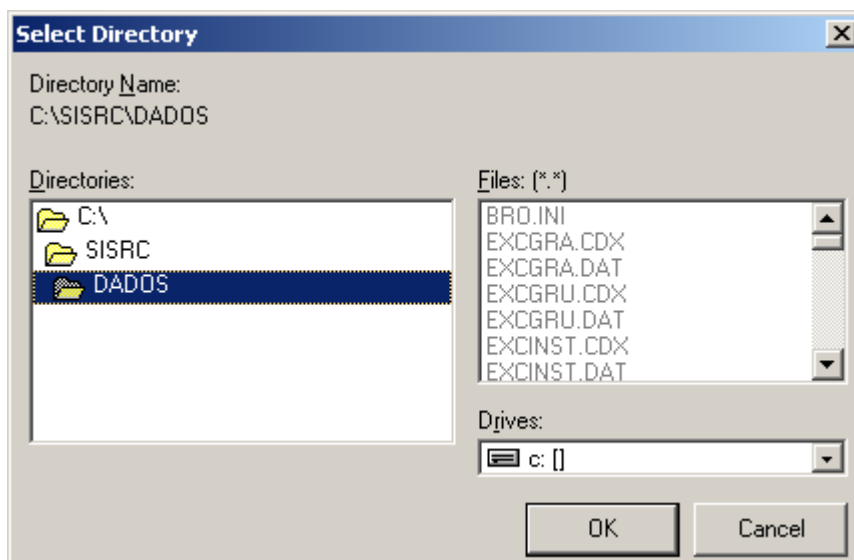 Select Directory
Directory Name:
C:\SISRC\DADOS
Directories:
C:\
SISRC
DADOS
Files: (*.*)
BRO.INI
EXCGRA.CDX
EXCGRA.DAT
EXCGRU.CDX
EXCGRU.DAT
EXCINST.CDX
EXCINST.DAT
Drives:
c: []
OK
Cancel